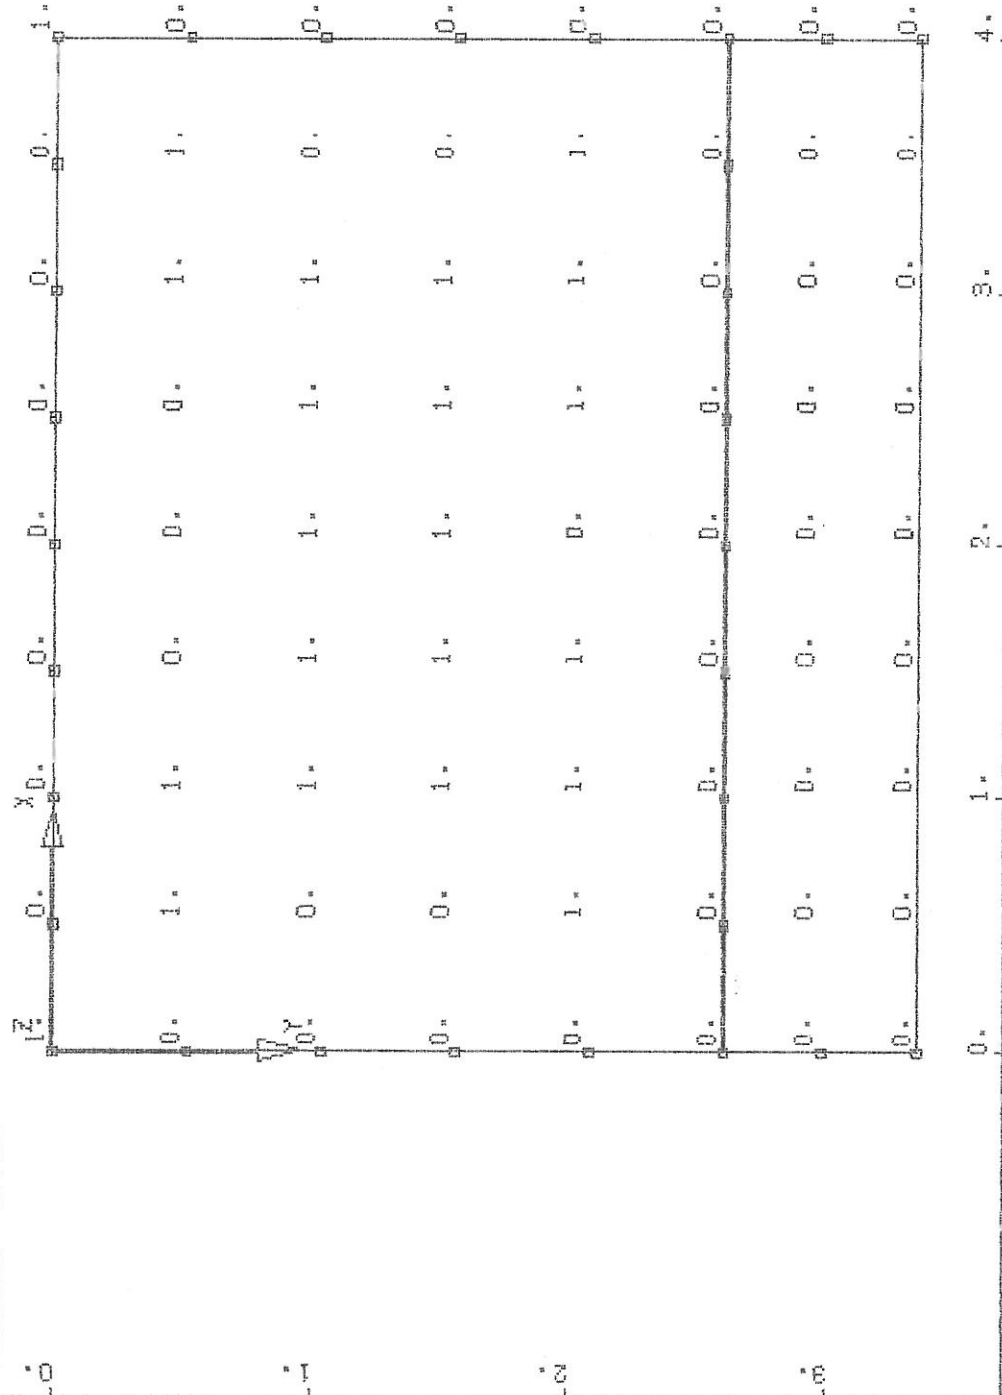 X
0. Z 1. 0. 0. 0. 0. 0. 0. 0. 1.
0. 1. 1. 0. 0. 0. 1. 1. 0.
Y
1. 0. 0. 1. 1. 1. 1. 1. 0. 0.
0. 0. 1. 1. 1. 1. 1. 0. 0.
2. 0. 1. 1. 1. 0. 1. 1. 1. 0.
0. 0. 0. 0. 0. 0. 0. 0. 0.
3. 0. 0. 0. 0. 0. 0. 0. 0. 0.
0. 0. 0. 0. 0. 0. 0. 0. 0.
0. 1. 2. 3. 4.